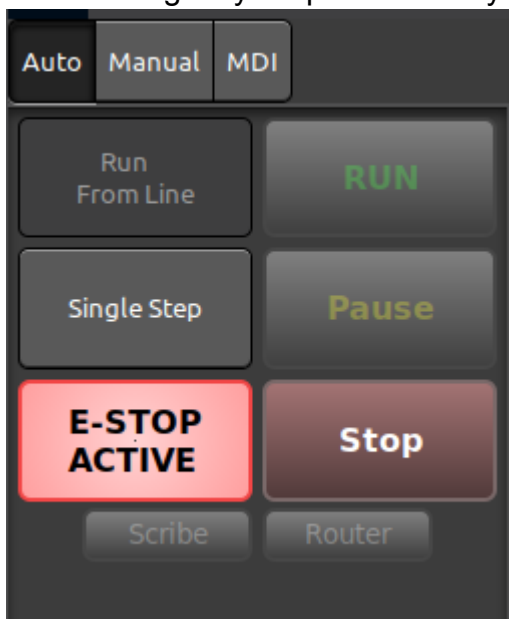 Auto Manual MDI
Run
From Line
RUN
Single Step
Pause
E-STOP
ACTIVE
Stop
Scribe
Router